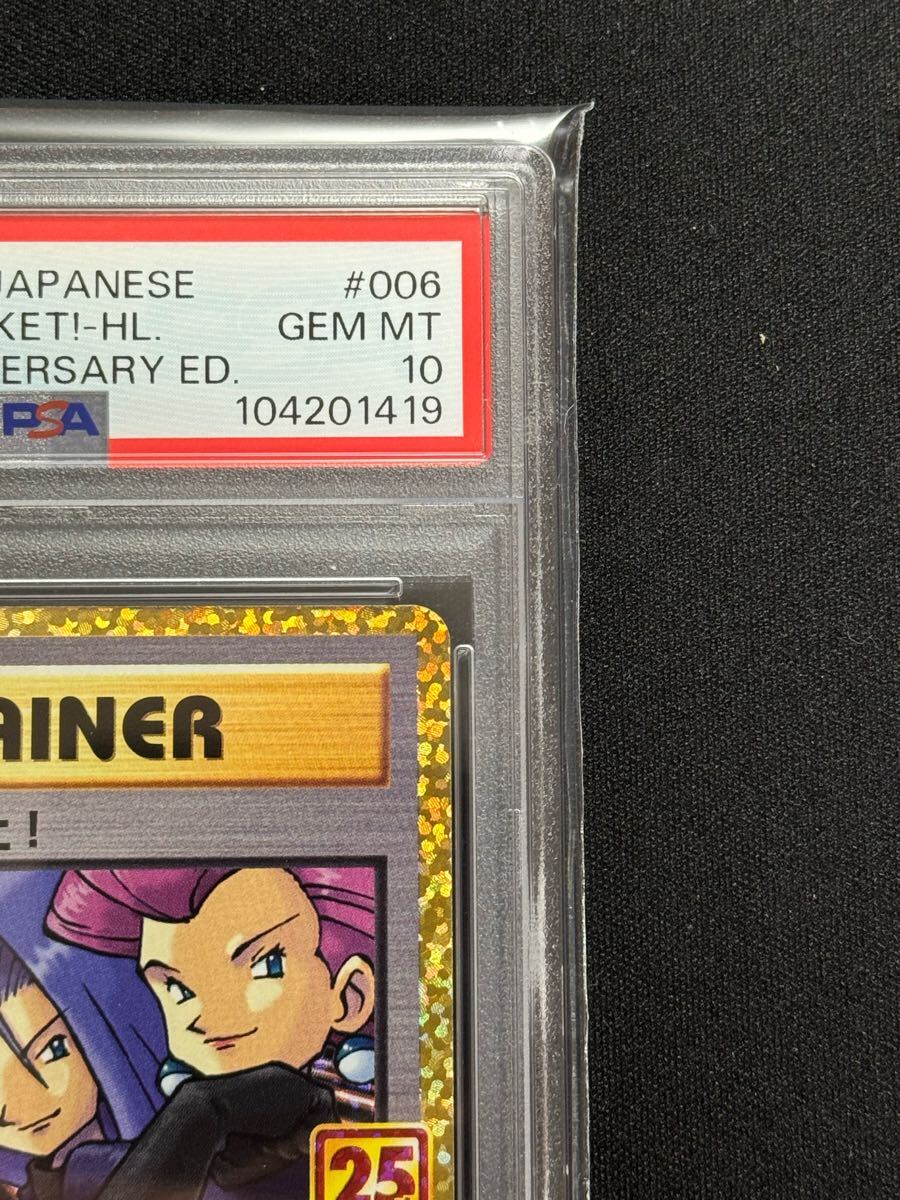 JAPANESE #006
KET!-HL. GEM MT
ERSARY ED. 10
PSA 104201419
AINER
!
25